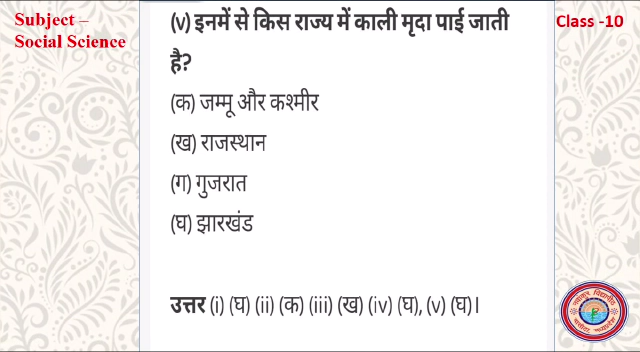 Subject –
Social Science
Class -10
(v) इनमें से किस राज्य में काली मृदा पाई जाती
है?
(क) जम्मू और कश्मीर
(ख) राजस्थान
(ग) गुजरात
(घ) झारखंड
उत्तर (i) (घ) (ii) (क) (iii) (ख) (iv) (घ), (v) (घ)।